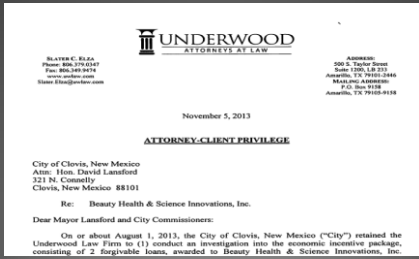 UNDERWOOD
ATTORNEYS AT LAW
SLATER C. ELZA
Phone: 806.379.0347
Fax: 806.349.9474
www.uwlaw.com
Slater.Elza@uwlaw.com
ADDRESS:
500 S. Taylor Street
Suite 1200, LB 233
Amarillo, TX 79101-2446
MAILING ADDRESS:
P.O. Box 9158
Amarillo, TX 79105-9158
November 5, 2013
ATTORNEY-CLIENT PRIVILEGE
City of Clovis, New Mexico
Attn: Hon. David Lansford
321 N. Connelly
Clovis, New Mexico 88101
Re: Beauty Health & Science Innovations, Inc.
Dear Mayor Lansford and City Commissioners:
On or about August 1, 2013, the City of Clovis, New Mexico ("City") retained the
Underwood Law Firm to (1) conduct an investigation into the economic incentive package,
consisting of 2 forgivable loans, awarded to Beauty Health & Science Innovations, Inc.